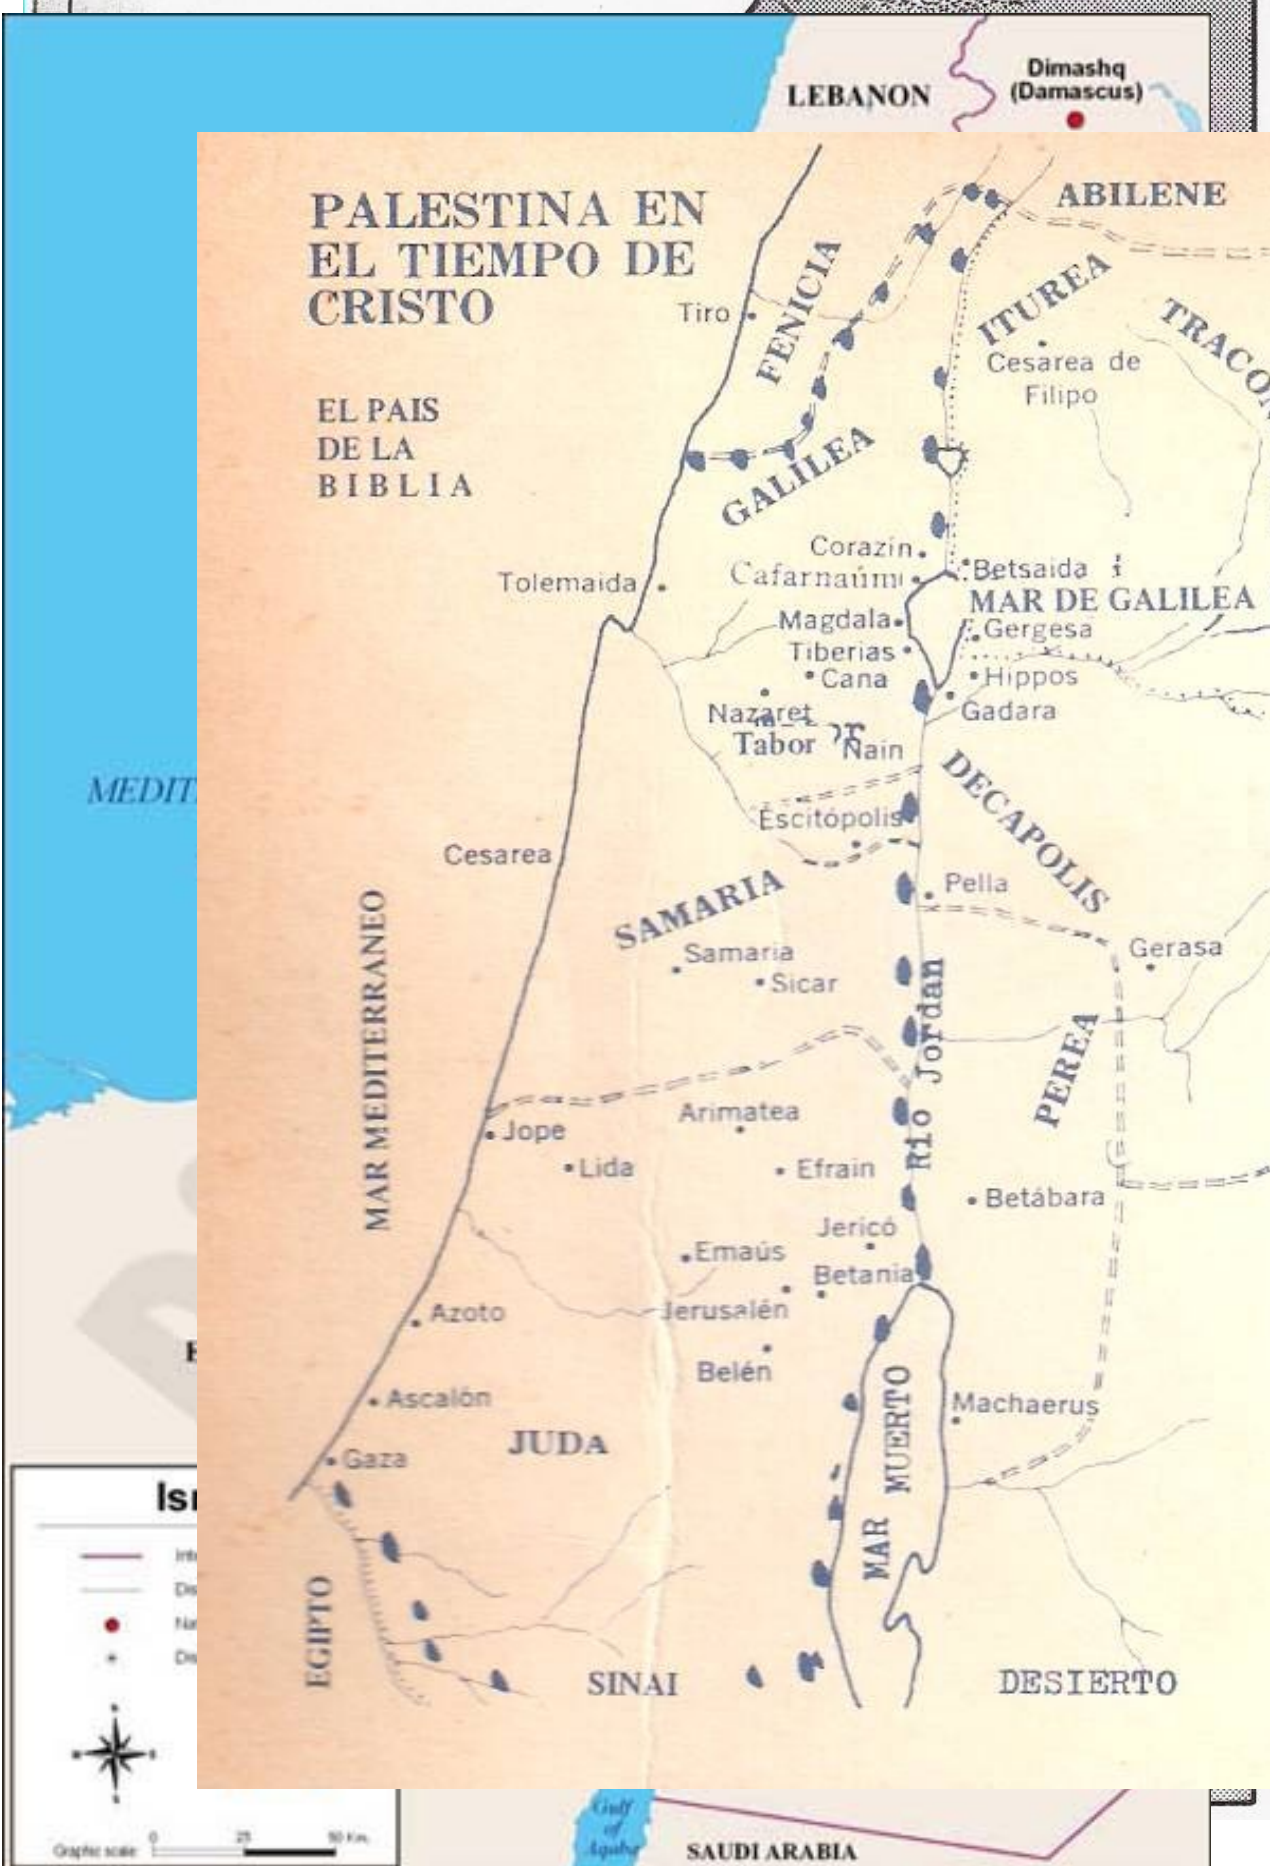 LEBANON
Dimashq
(Damascus)
PALESTINA EN
EL TIEMPO DE
CRISTO
EL PAIS
DE LA
BIBLIA
ABILENE
FENICIA
Tiro
ITUREA
Cesarea de
Filipo
GALILEA
Corazín
Cafarnaúm
Betsaida
MAR DE GALILEA
Tolemaida
Magdala
Gergesa
Tiberias
Cana
Hippos
Nazaret
Gadara
Tabor
Nain
MEDIT
DECAPOLIS
Escitópolis
Cesarea
Pella
SAMARIA
Samaria
Sicar
Gerasa
MAR MEDITERRANEO
Rio Jordan
PEREA
Arimatea
Jope
Lida
Efrain
Betábara
Jericó
Emaús
Betania
Jerusalén
Azoto
Belén
MAR MUERTO
Ascalón
Machaerus
JUDA
Gaza
EGIPTO
SINAI
DESIERTO
Graphic scale
0 25 50 Km.
Gulf
of
Aqaba
SAUDI ARABIA